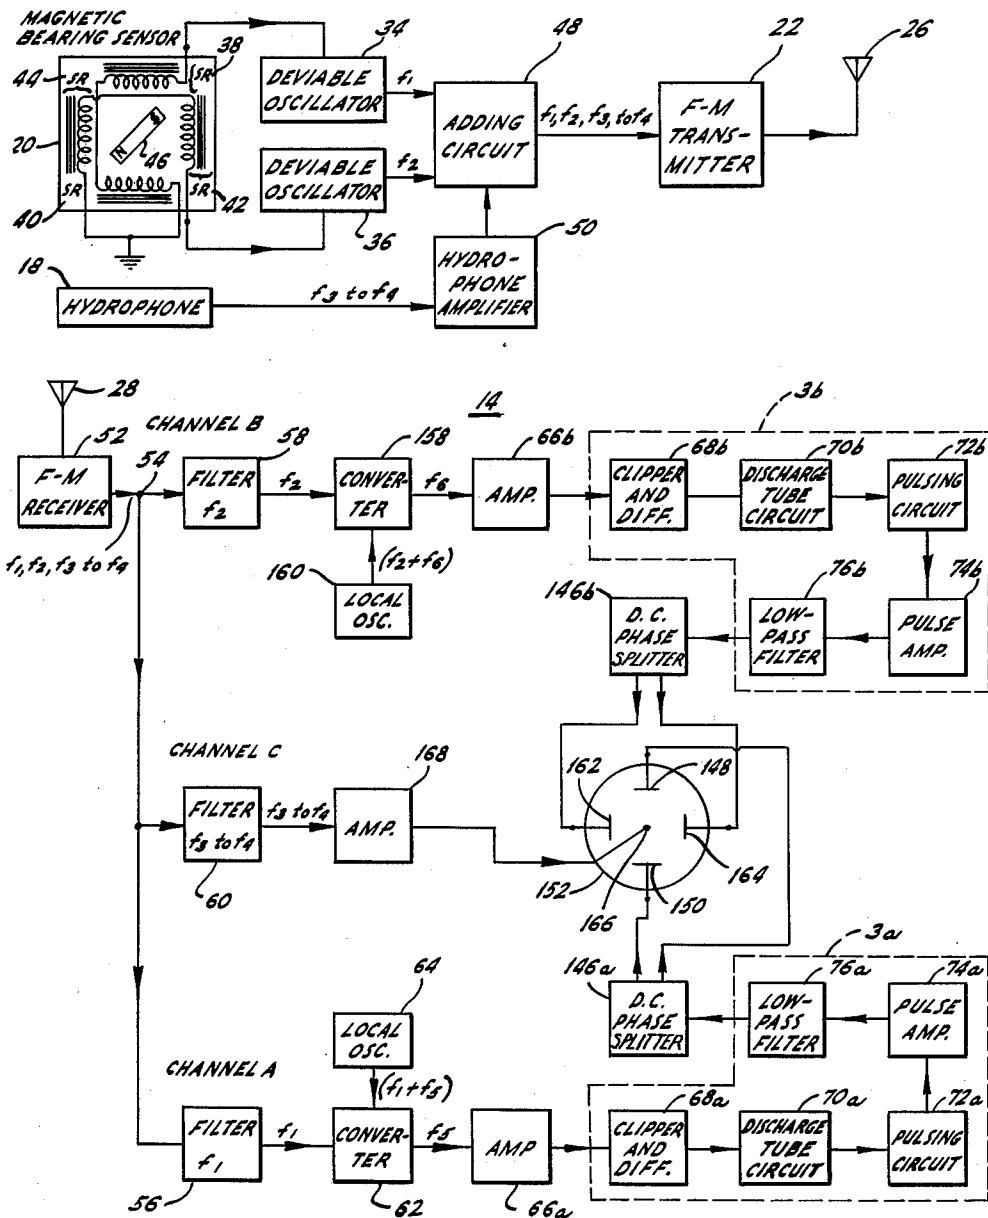 MAGNETIC
BEARING SENSOR
38
34
48
22
26
44
SR
SR
DEVIABLE
OSCILLATOR
f1
ADDING
CIRCUIT
f1, f2, f3, to f4
F-M
TRANS-
MITTER
20
N
S
46
DEVIABLE
OSCILLATOR
f2
SR
SR
40
42
36
50
18
HYDROPHONE
f3 to f4
HYDRO-
PHONE
AMPLIFIER
28
CHANNEL B
14
3b
52
54
58
158
66b
68b
70b
72b
F-M
RECEIVER
FILTER
f2
f2
CONVER-
TER
f6
AMP.
CLIPPER
AND
DIFF.
DISCHARGE
TUBE
CIRCUIT
PULSING
CIRCUIT
f1, f2, f3 to f4
(f2+f6)
160
LOCAL
OSC.
146b
76b
74b
D.C.
PHASE
SPLITTER
LOW-
PASS
FILTER
PULSE
AMP.
CHANNEL C
168
162
148
FILTER
f3 to f4
f3 to f4
AMP.
60
152
166
150
164
3a
64
146a
76a
74a
LOCAL
OSC.
D.C.
PHASE
SPLITTER
LOW-
PASS
FILTER
PULSE
AMP.
CHANNEL A
(f1+f5)
68a
70a
72a
FILTER
f1
f1
CONVER-
TER
f5
AMP
CLIPPER
AND
DIFF.
DISCHARGE
TUBE
CIRCUIT
PULSING
CIRCUIT
56
62
66a